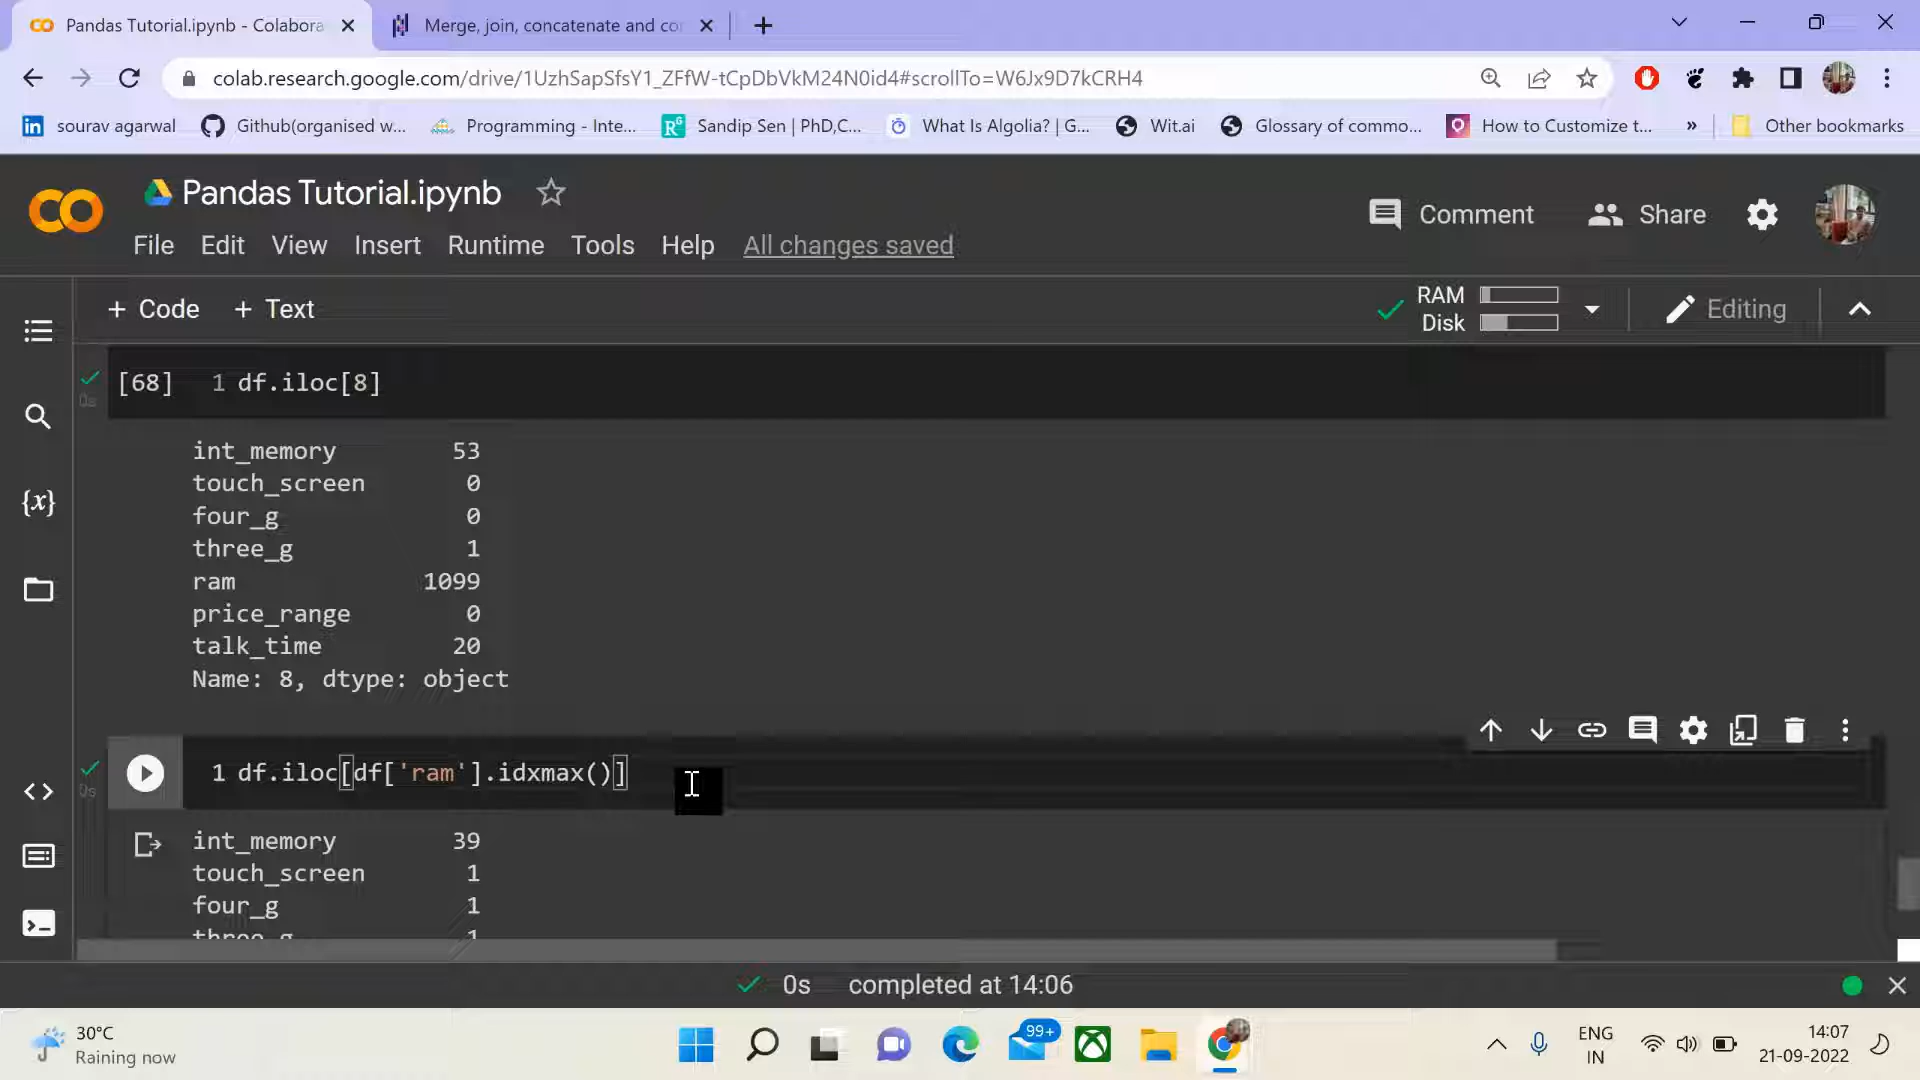 Pandas Tutorial.ipynb - Colabora
Merge, join, concatenate and co
colab.research.google.com/drive/1UzhSapSfsY1_ZFfW-tCpDbVkM24N0id4#scrollTo=W6Jx9D7kCRH4
sourav agarwal
Github(organised w...
Programming - Inte...
Sandip Sen | PhD,C...
What Is Algolia? | G...
Wit.ai
Glossary of commo...
How to Customize t...
»
Other bookmarks
Pandas Tutorial.ipynb
Comment
Share
File Edit View Insert Runtime Tools Help All changes saved
+ Code + Text
RAM
Disk
Editing
[68] 1 df.iloc[8]
0s
int_memory 53
touch_screen 0
four_g 0
three_g 1
ram 1099
price_range 0
talk_time 20
Name: 8, dtype: object
1 df.iloc[df['ram'].idxmax()]
0s
int_memory 39
touch_screen 1
four_g 1
three_g 1
0s completed at 14:06
30°C
Raining now
99+
ENG
IN
14:07
21-09-2022